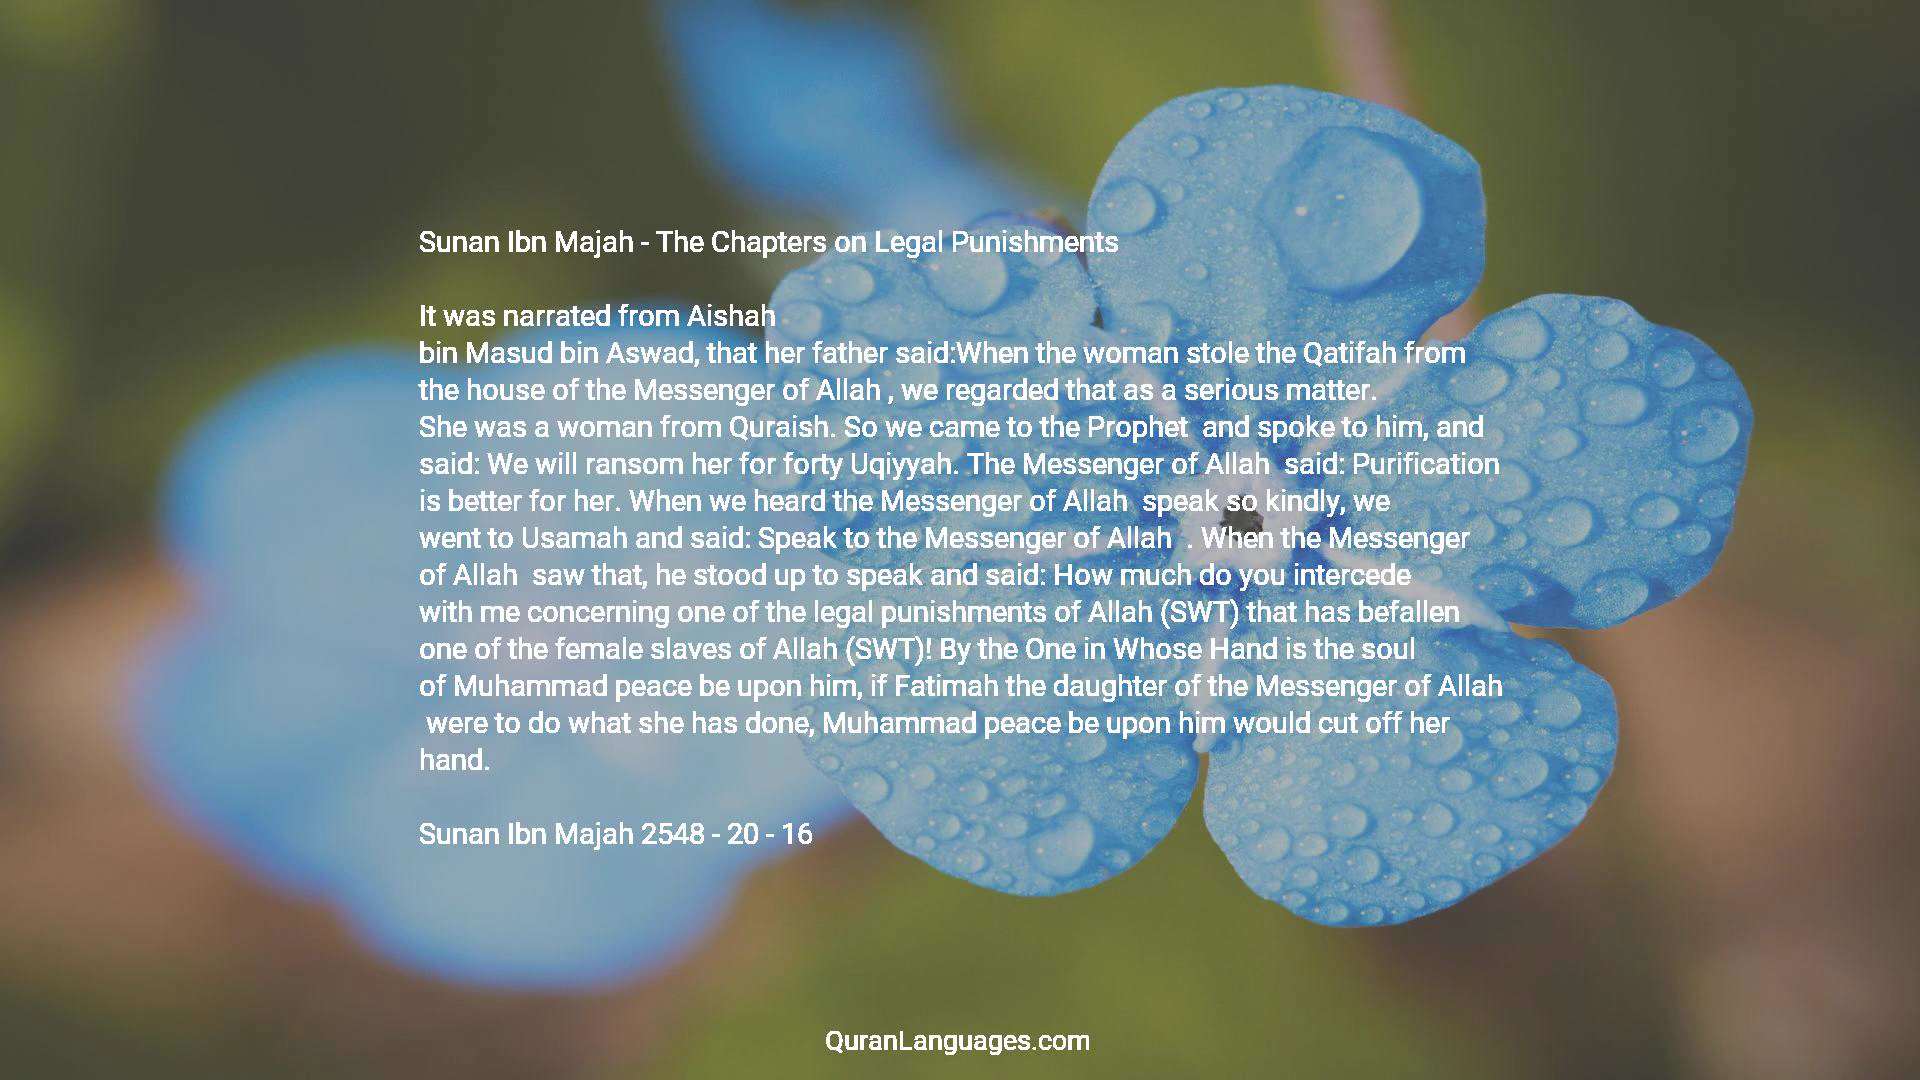 Sunan Ibn Majah - The Chapters on Legal Punishments
It was narrated from Aishah
bin Masud bin Aswad, that her father said:When the woman stole the Qatifah from
the house of the Messenger of Allah , we regarded that as a serious matter.
She was a woman from Quraish. So we came to the Prophet  and spoke to him, and
said: We will ransom her for forty Uqiyyah. The Messenger of Allah  said: Purification
is better for her. When we heard the Messenger of Allah  speak so kindly, we
went to Usamah and said: Speak to the Messenger of Allah  . When the Messenger
of Allah  saw that, he stood up to speak and said: How much do you intercede
with me concerning one of the legal punishments of Allah (SWT) that has befallen
one of the female slaves of Allah (SWT)! By the One in Whose Hand is the soul
of Muhammad peace be upon him, if Fatimah the daughter of the Messenger of Allah
were to do what she has done, Muhammad peace be upon him would cut off her
hand.
Sunan Ibn Majah 2548 - 20 - 16
QuranLanguages.com